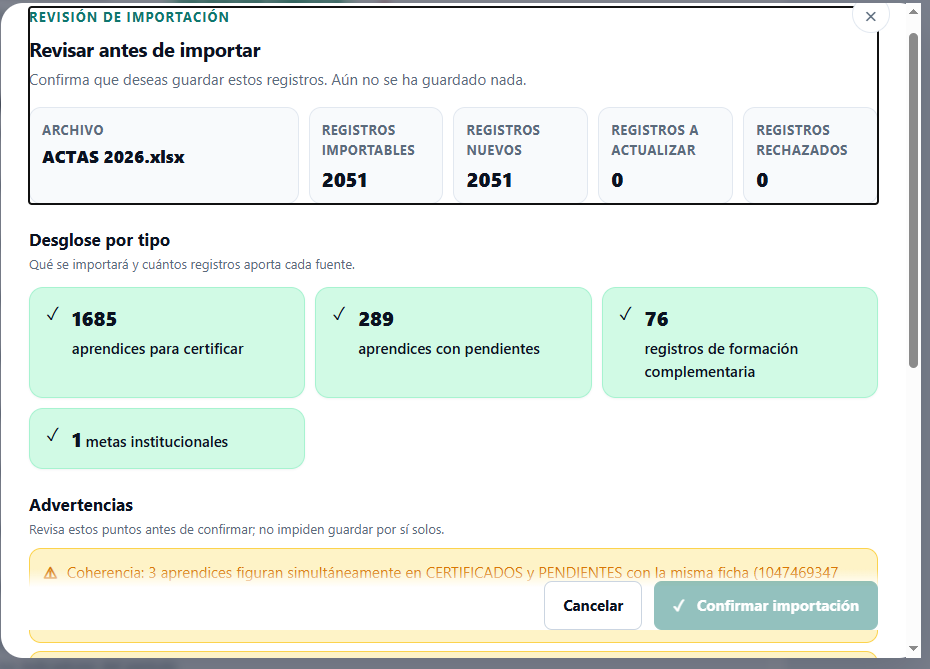 REVISIÓN DE IMPORTACIÓN
Revisar antes de importar
Confirma que deseas guardar estos registros. Aún no se ha guardado nada.
ARCHIVO
ACTAS 2026.xlsx
REGISTROS
IMPORTABLES
2051
REGISTROS
NUEVOS
2051
REGISTROS A
ACTUALIZAR
0
REGISTROS
RECHAZADOS
0
Desglose por tipo
Qué se importará y cuántos registros aporta cada fuente.
✓ 1685
aprendices para certificar
✓ 289
aprendices con pendientes
✓ 76
registros de formación
complementaria
✓ 1 metas institucionales
Advertencias
Revisa estos puntos antes de confirmar; no impiden guardar por sí solos.
⚠ Coherencia: 3 aprendices figuran simultáneamente en CERTIFICADOS y PENDIENTES con la misma ficha (1047469347
Cancelar
✓ Confirmar importación